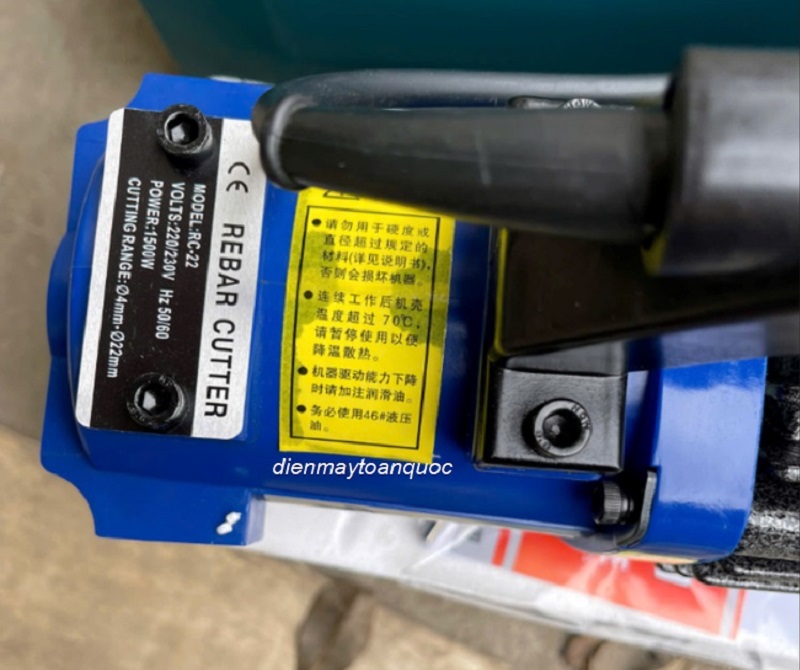 CE REBAR CUTTER
MODEL:RC-22
VOLTS:220/230V Hz 50/60
POWER:1500W
CUTTING RANGE:Ø4mm-Ø22mm
●请勿用于硬度或
直径超过规定的
材料(详见说明书),
否则会损坏机器。
●连续工作后机壳
温度超过70℃,
请暂停使用以便
降温散热。
●机器驱动能力下降
时请加注润滑油。
●务必使用46#液压
油。
dienmaytoanquoc